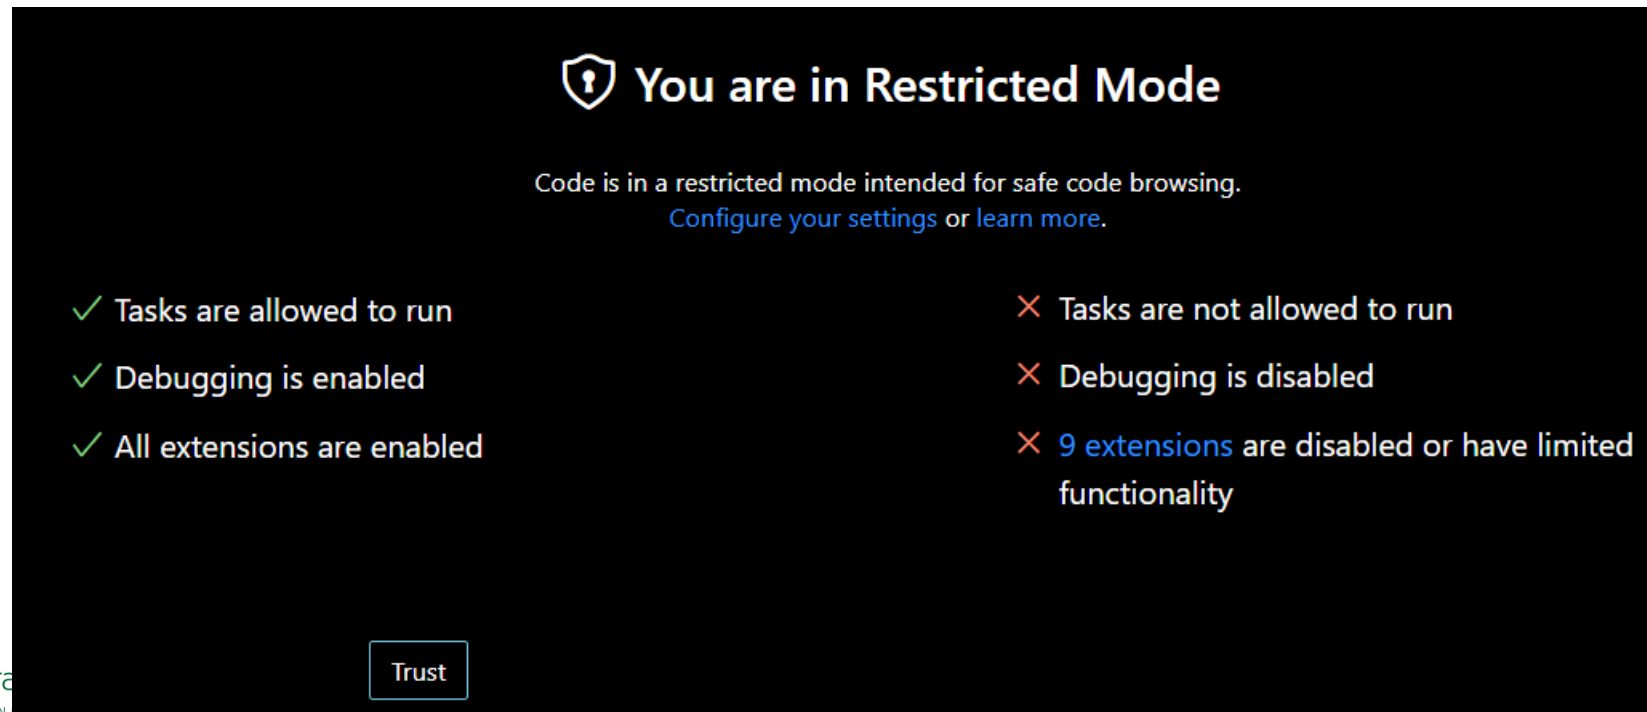 You are in Restricted Mode
Code is in a restricted mode intended for safe code browsing.
Configure your settings or learn more.
Tasks are allowed to run
Debugging is enabled
All extensions are enabled
Tasks are not allowed to run
Debugging is disabled
9 extensions are disabled or have limited
functionality
Trust